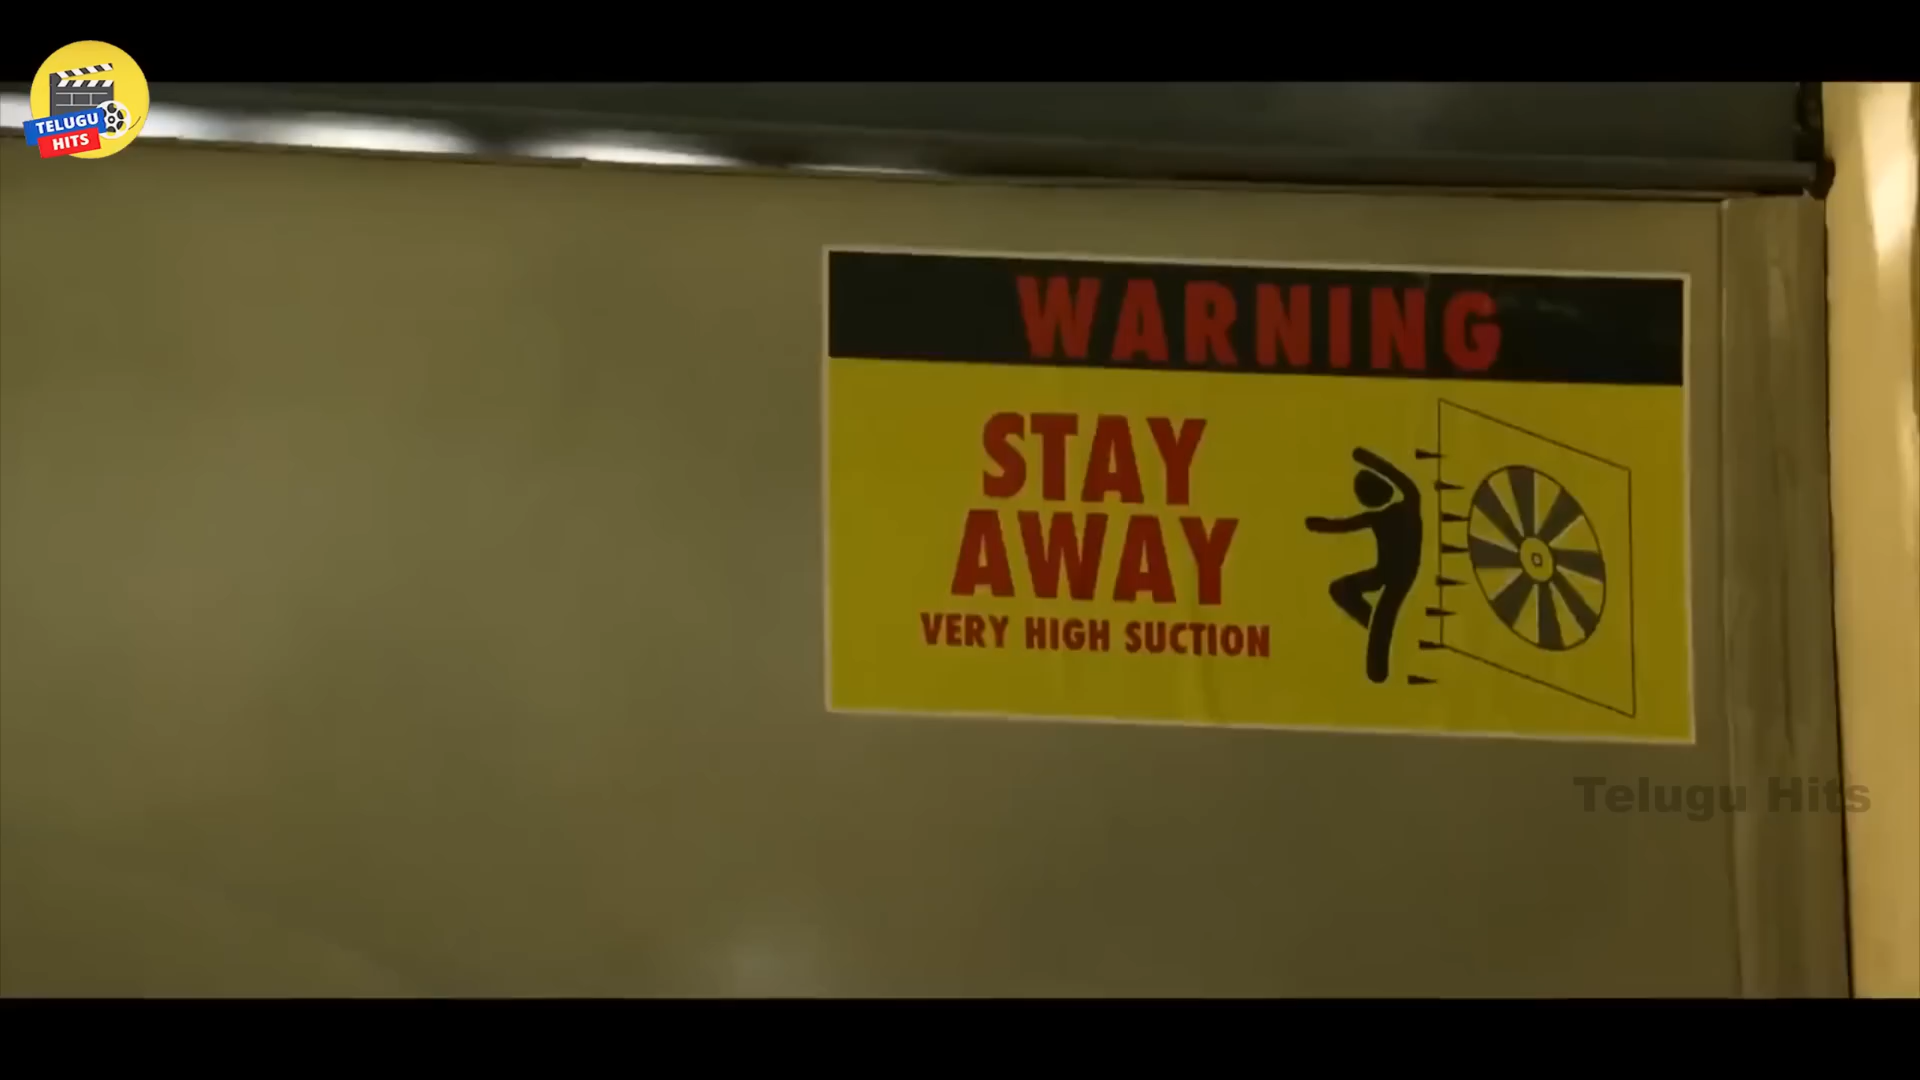 TELUGU
HITS
WARNING
STAY
AWAY
VERY HIGH SUCTION
Telugu Hits